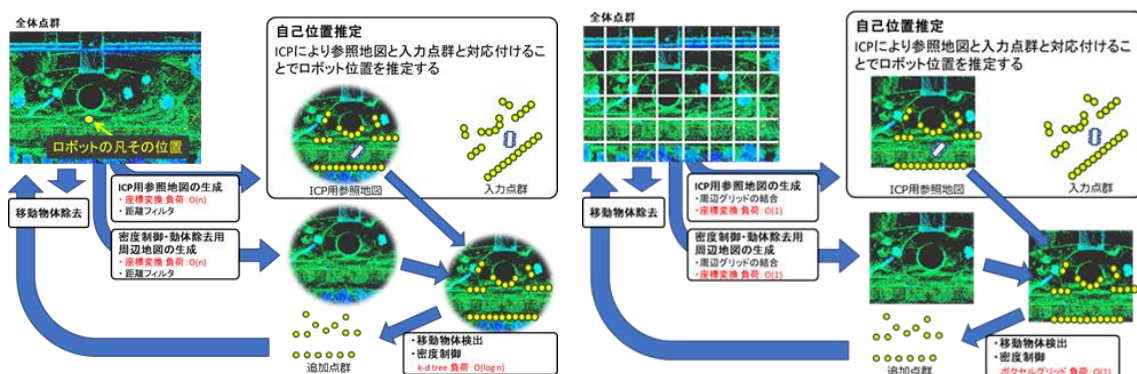 全体点群
ロボットの凡その位置
自己位置推定
ICPにより参照地図と入力点群と対応付けるこ
とでロボット位置を推定する
ICP用参照地図
入力点群
ICP用参照地図の生成
・座標変換 負荷：O(n)
・距離フィルタ
移動物体除去
密度制御・動体除去用
周辺地図の生成
・座標変換 負荷：O(n)
・距離フィルタ
追加点群
・移動物体検出
・密度制御
k-d tree 負荷：O(log n)
全体点群
自己位置推定
ICPにより参照地図と入力点群と対応付けるこ
とでロボット位置を推定する
ICP用参照地図
入力点群
ICP用参照地図の生成
・周辺グリッドの結合
・座標変換 負荷：O(1)
移動物体除去
密度制御・動体除去用
周辺地図の生成
・周辺グリッドの結合
・座標変換 負荷：O(1)
追加点群
・移動物体検出
・密度制御
ボクセルグリッド 負荷：O(1)